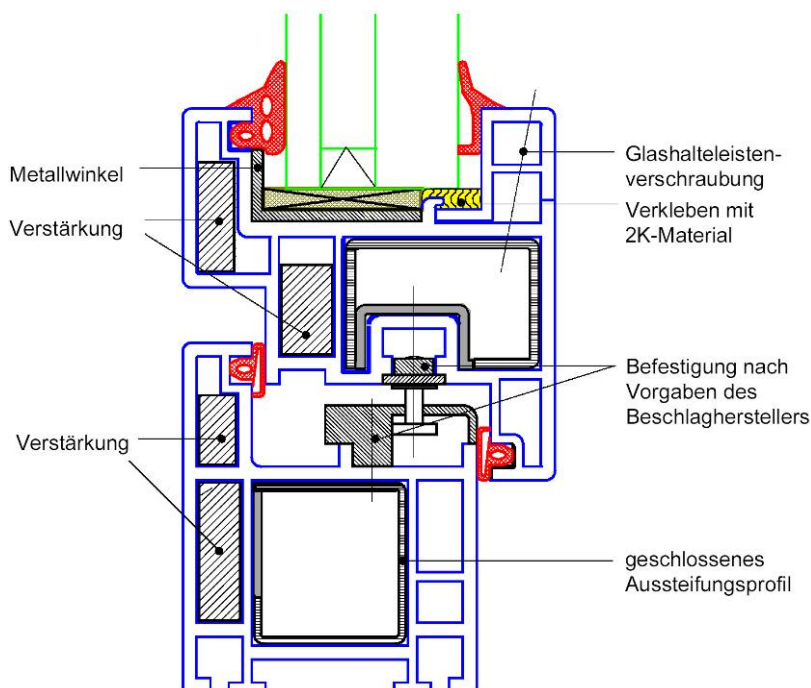 Metallwinkel
Verstärkung
Verstärkung
Glashalteleisten-
verschraubung
Verkleben mit
2K-Material
Befestigung nach
Vorgaben des
Beschlagherstellers
geschlossenes
Aussteifungsprofil